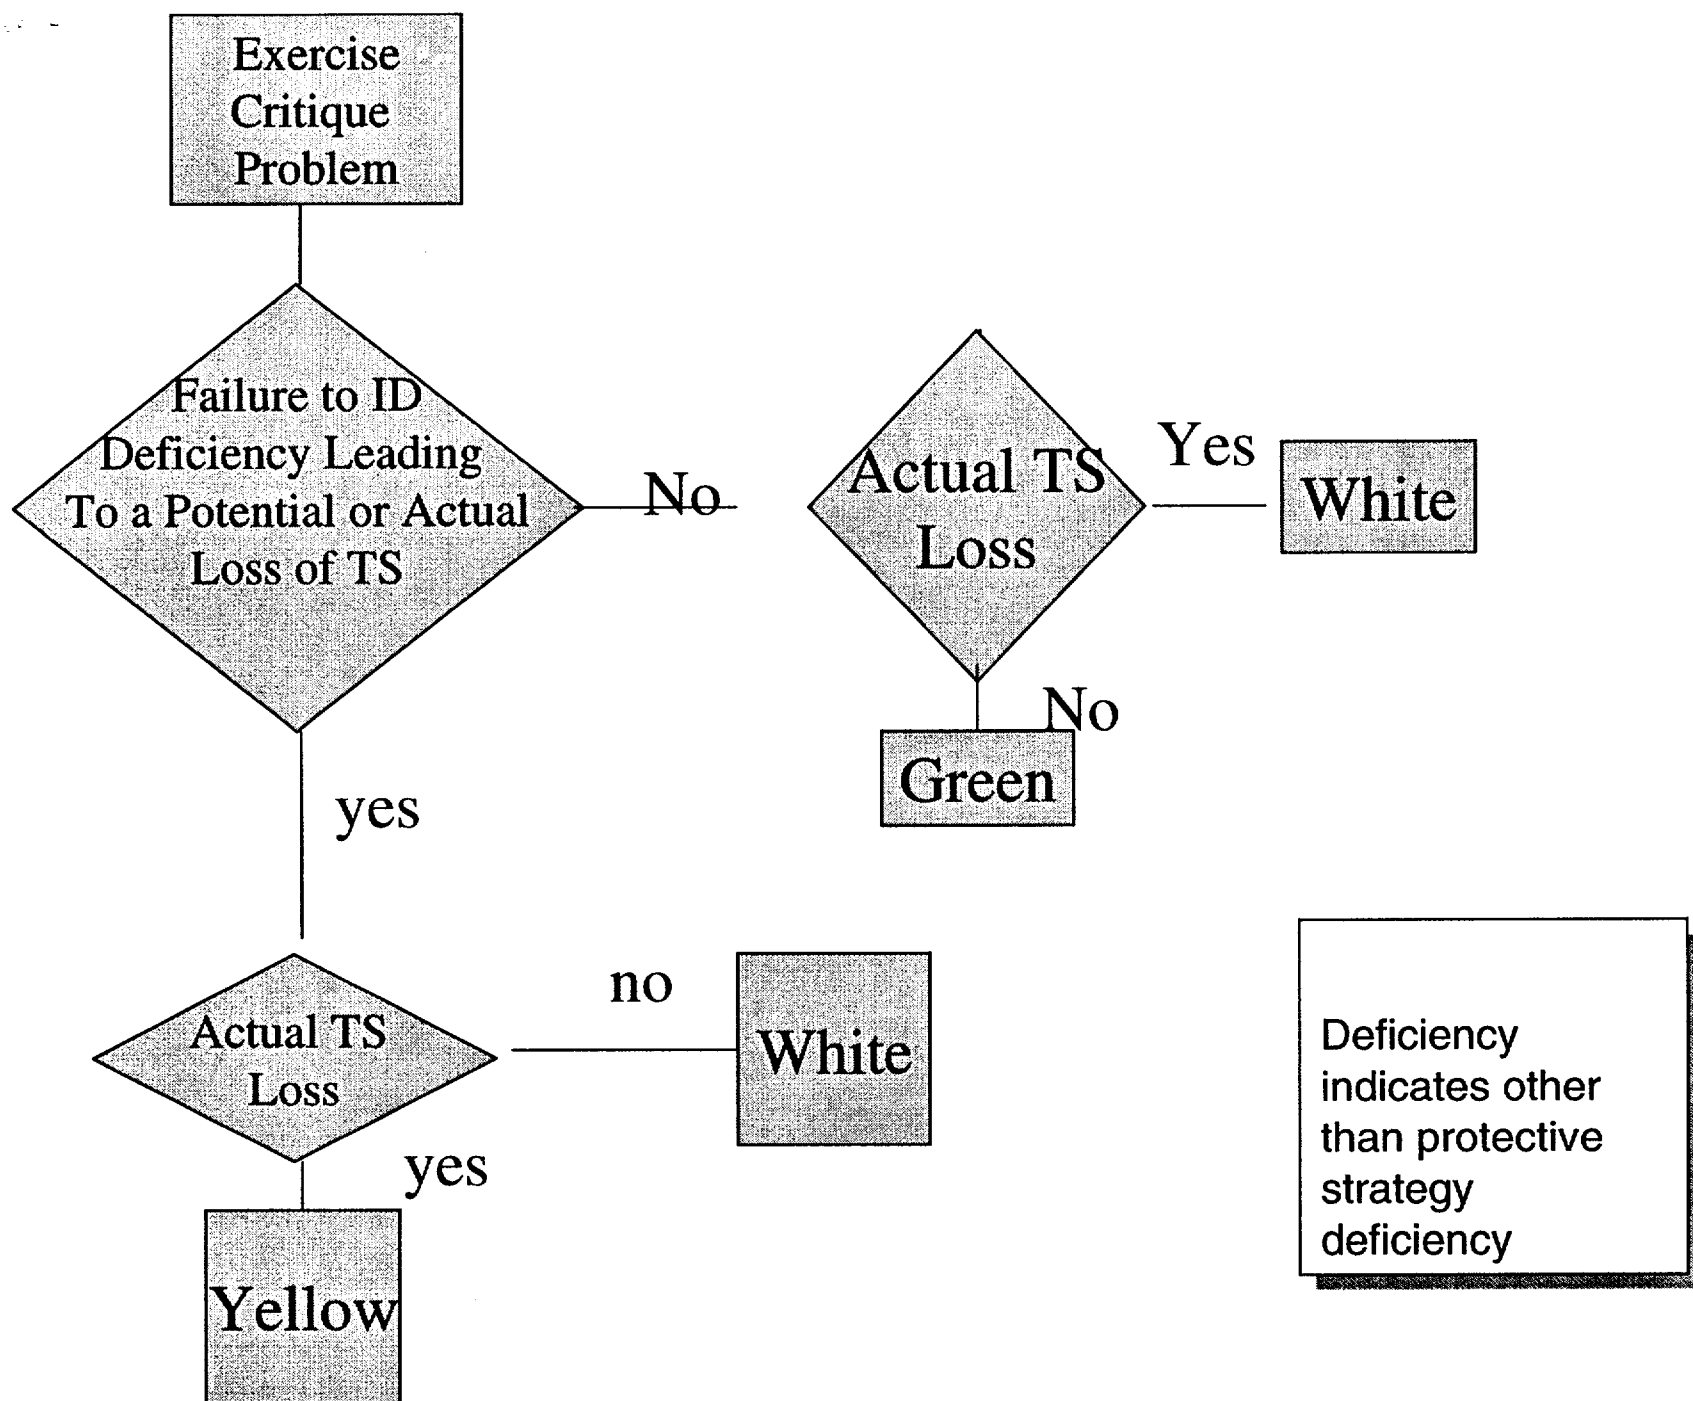 Exercise
Critique
Problem
Failure to ID
Deficiency Leading
To a Potential or Actual
Loss of TS
No
Actual TS
Loss
Yes
White
No
Green
yes
Actual TS
Loss
no
White
yes
Yellow
Deficiency
indicates other
than protective
strategy
deficiency